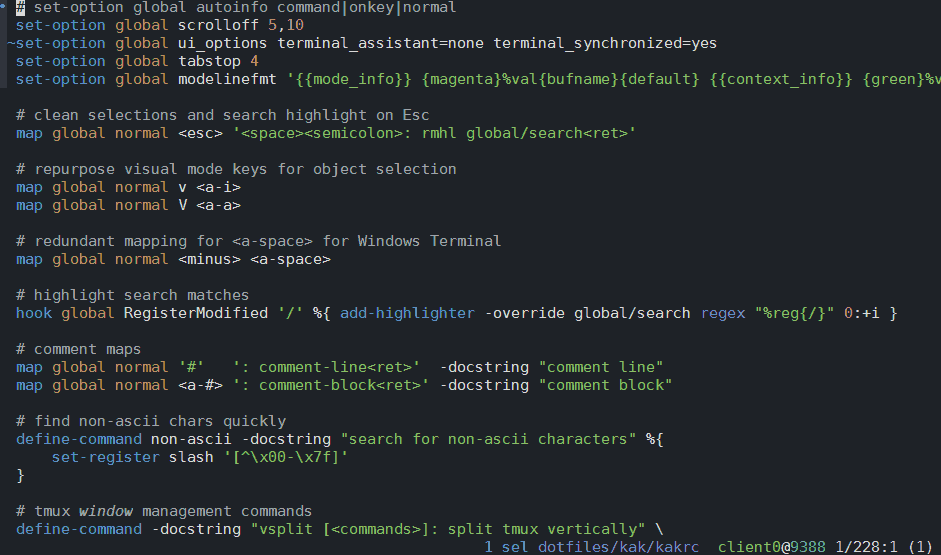 # set-option global autoinfo command|onkey|normal
set-option global scrolloff 5,10
~set-option global ui_options terminal_assistant=none terminal_synchronized=yes
set-option global tabstop 4
set-option global modelinefmt '{{mode_info}} {magenta}%val{bufname}{default} {{context_info}} {green}%v
# clean selections and search highlight on Esc
map global normal <esc> '<space><semicolon>: rmhl global/search<ret>'
# repurpose visual mode keys for object selection
map global normal v <a-i>
map global normal V <a-a>
# redundant mapping for <a-space> for Windows Terminal
map global normal <minus> <a-space>
# highlight search matches
hook global RegisterModified '/' %{ add-highlighter -override global/search regex "%reg{/}" 0:+i }
# comment maps
map global normal '#'   ': comment-line<ret>'  -docstring "comment line"
map global normal <a-#> ': comment-block<ret>' -docstring "comment block"
# find non-ascii chars quickly
define-command non-ascii -docstring "search for non-ascii characters" %{
    set-register slash '[^\x00-\x7f]'
}
# tmux window management commands
define-command -docstring "vsplit [<commands>]: split tmux vertically" \
1 sel dotfiles/kak/kakrc  client0@9388 1/228:1 (1)